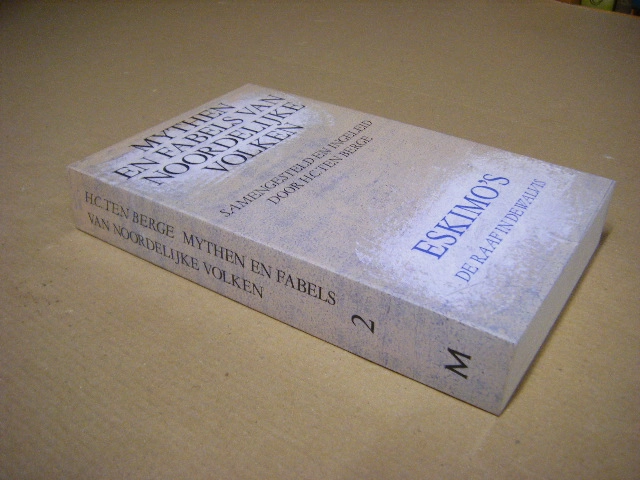 MYTHEN
EN FABELS VAN
NOORDELIJKE
VOLKEN
SAMENGESTELD EN INGELEID
DOOR H.C. TEN BERGE
ESKIMO'S
DE RAAF IN DE WALVIS
H.C. TEN BERGE MYTHEN EN FABELS
VAN NOORDELIJKE VOLKEN
2
M